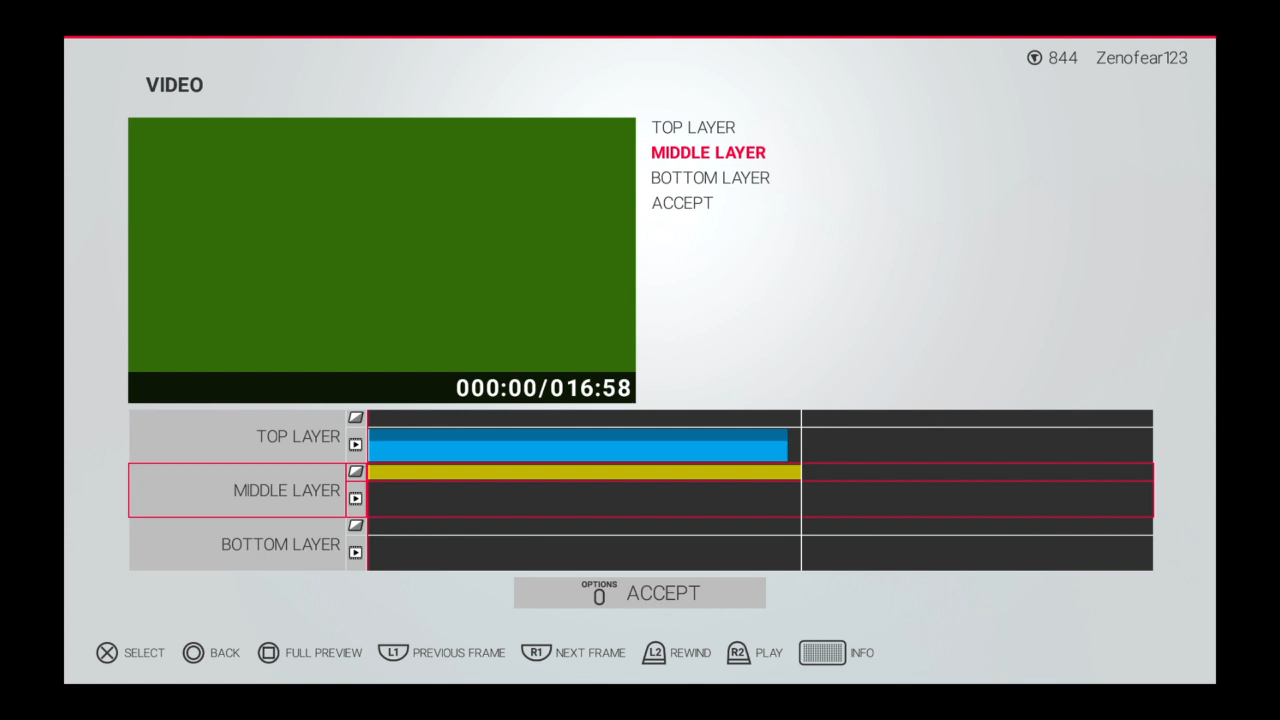 844 Zenofear123
VIDEO
TOP LAYER
MIDDLE LAYER
BOTTOM LAYER
ACCEPT
000:00/016:58
TOP LAYER
MIDDLE LAYER
BOTTOM LAYER
OPTIONS
ACCEPT
SELECT BACK FULL PREVIEW L1 PREVIOUS FRAME R1 NEXT FRAME L2 REWIND R2 PLAY INFO